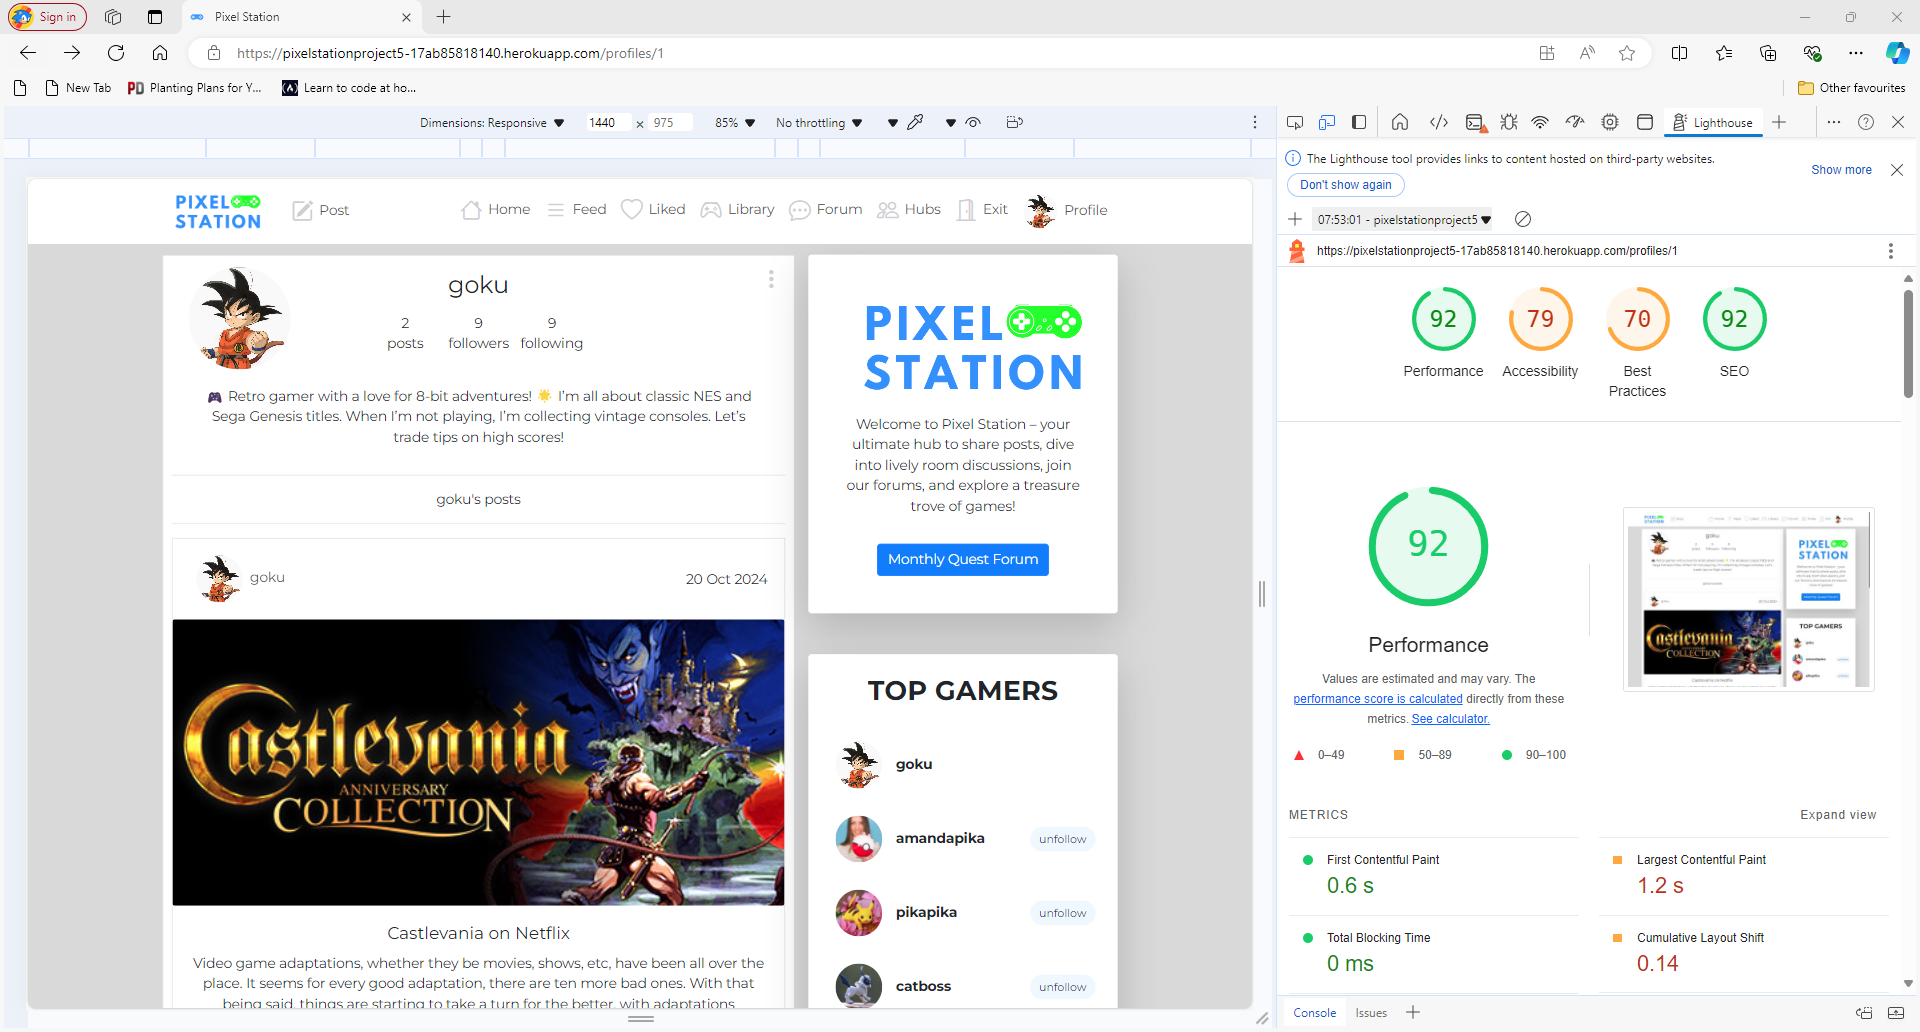 Sign in
Pixel Station
https://pixelstationproject5-17ab85818140.herokuapp.com/profiles/1
New Tab
Planting Plans for Y...
Learn to code at ho...
Other favourites
Dimensions: Responsive
1440 × 975
85%
No throttling
Lighthouse
The Lighthouse tool provides links to content hosted on third-party websites.
Show more
Don't show again
07:53:01 - pixelstationproject5
https://pixelstationproject5-17ab85818140.herokuapp.com/profiles/1
PIXEL
STATION
Post
Home
Feed
Liked
Library
Forum
Hubs
Exit
Profile
goku
2
posts
9
followers
9
following
🎮 Retro gamer with a love for 8-bit adventures! 🌟 I'm all about classic NES and
Sega Genesis titles. When I'm not playing, I'm collecting vintage consoles. Let's
trade tips on high scores!
goku's posts
goku
20 Oct 2024
Castlevania
ANNIVERSARY
COLLECTION
Castlevania on Netflix
Video game adaptations, whether they be movies, shows, etc, have been all over the
place. It seems for every good adaptation, there are ten more bad ones. With that
being said, things are starting to take a turn for the better, with adaptations
PIXEL
STATION
Welcome to Pixel Station – your
ultimate hub to share posts, dive
into lively room discussions, join
our forums, and explore a treasure
trove of games!
Monthly Quest Forum
TOP GAMERS
goku
amandapika
unfollow
pikapika
unfollow
catboss
unfollow
92
Performance
79
Accessibility
70
Best
Practices
92
SEO
92
Performance
Values are estimated and may vary. The
performance score is calculated directly from these
metrics. See calculator.
0–49
50–89
90–100
PIXEL
STATION
TOP GAMERS
Castlevania
COLLECTION
METRICS
Expand view
First Contentful Paint
0.6 s
Largest Contentful Paint
1.2 s
Total Blocking Time
0 ms
Cumulative Layout Shift
0.14
Console
Issues